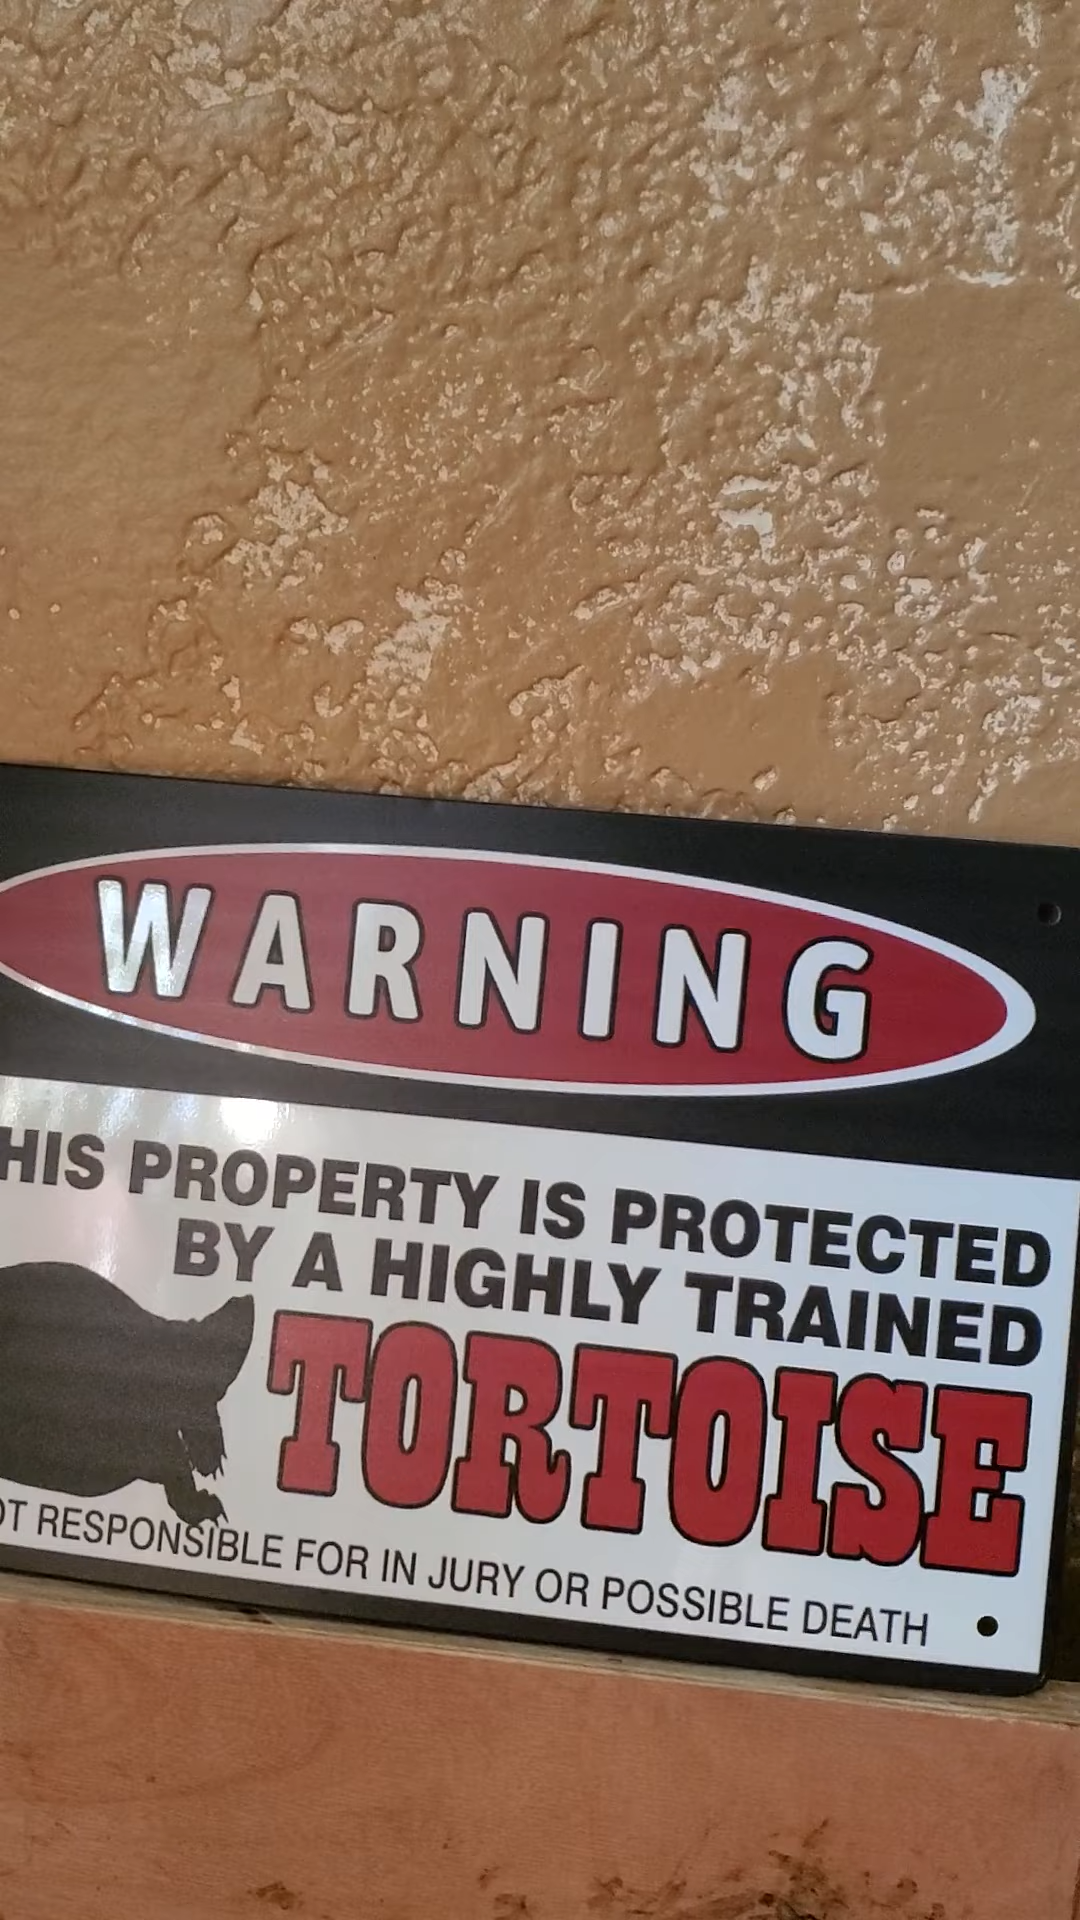 WARNING
HIS PROPERTY IS PROTECTED
BY A HIGHLY TRAINED
TORTOISE
OT RESPONSIBLE FOR IN JURY OR POSSIBLE DEATH